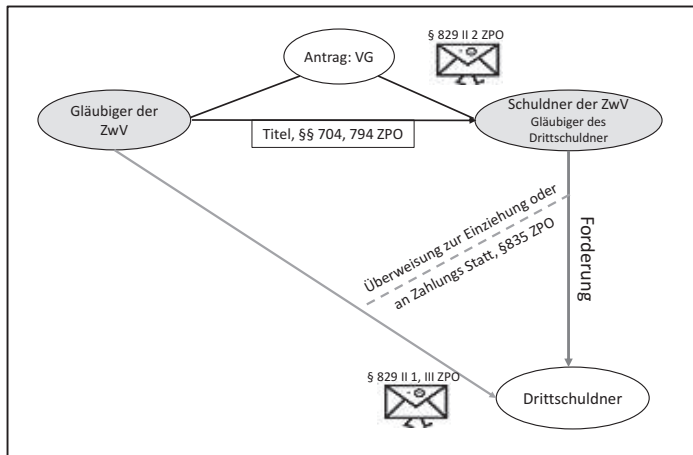 § 829 II 2 ZPO
Antrag: VG
Gläubiger der
ZwV
Schuldner der ZwV
Gläubiger des
Drittschuldner
Titel, §§ 704, 794 ZPO
Überweisung zur Einziehung oder
an Zahlungs Statt, §835 ZPO
Forderung
§ 829 II 1, III ZPO
Drittschuldner